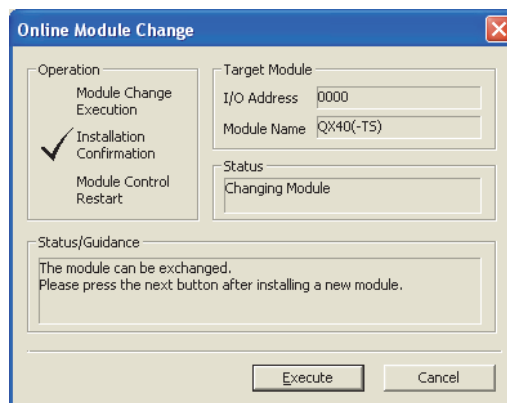 Online Module Change
Operation
Module Change
Execution
Installation
Confirmation
Module Control
Restart
Target Module
I/O Address 0000
Module Name QX40(-TS)
Status
Changing Module
Status/Guidance
The module can be exchanged.
Please press the next button after installing a new module.
Execute Cancel